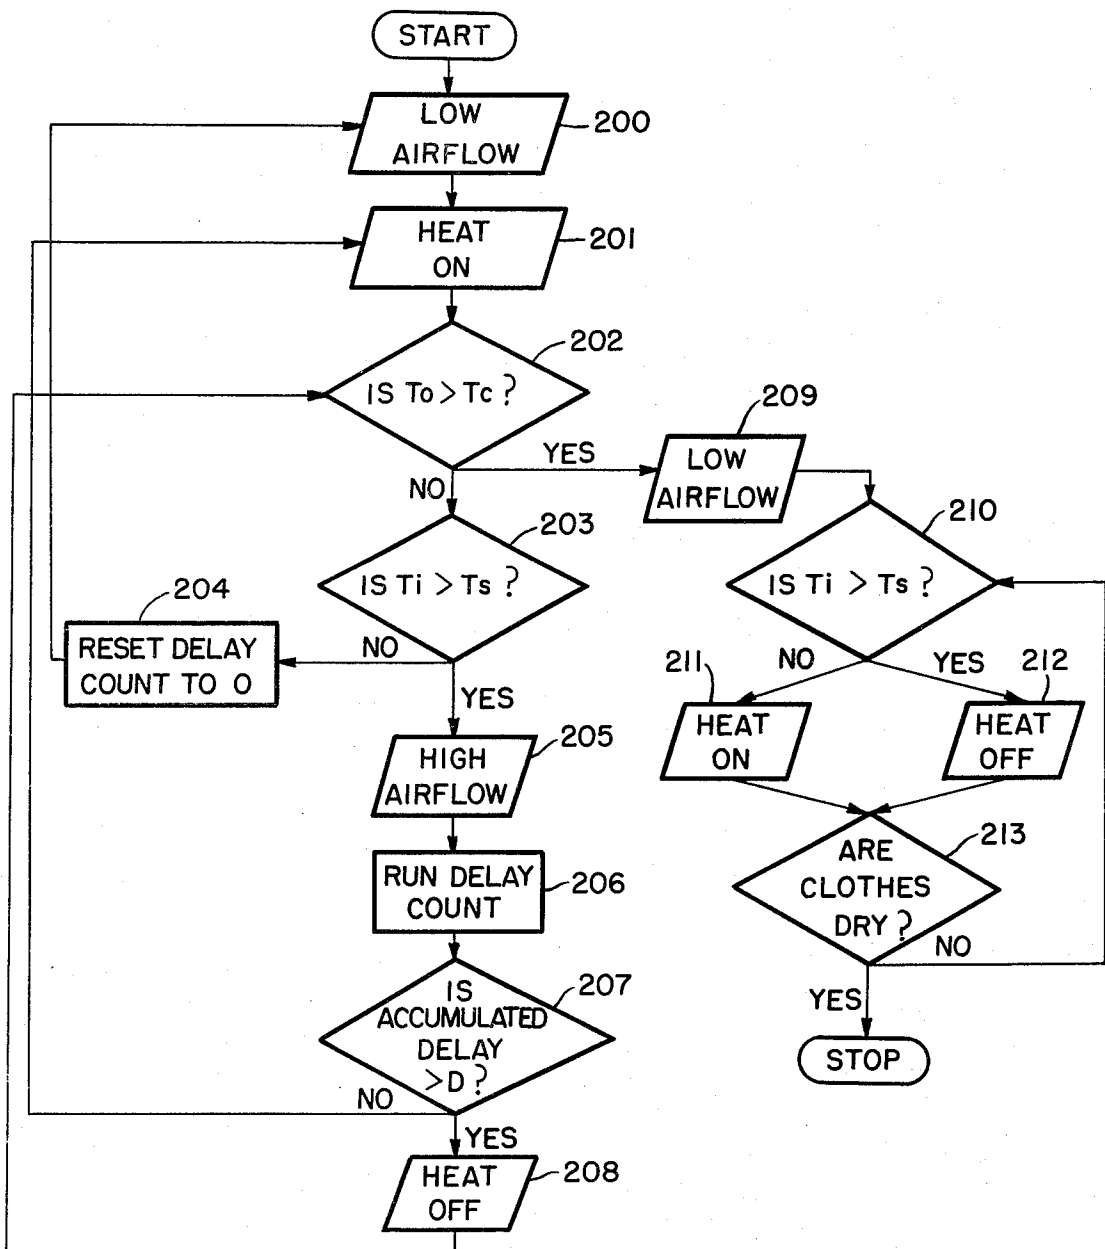 START
LOW
AIRFLOW
200
HEAT
ON
201
IS To > Tc ?
202
YES
NO
LOW
AIRFLOW
209
IS Ti > Ts ?
203
NO
YES
204
RESET DELAY
COUNT TO 0
HIGH
AIRFLOW
205
RUN DELAY
COUNT
206
IS
ACCUMULATED
DELAY
>D ?
207
NO
YES
HEAT
OFF
208
IS Ti > Ts ?
210
NO
YES
211
HEAT
ON
212
HEAT
OFF
ARE
CLOTHES
DRY ?
213
NO
YES
STOP